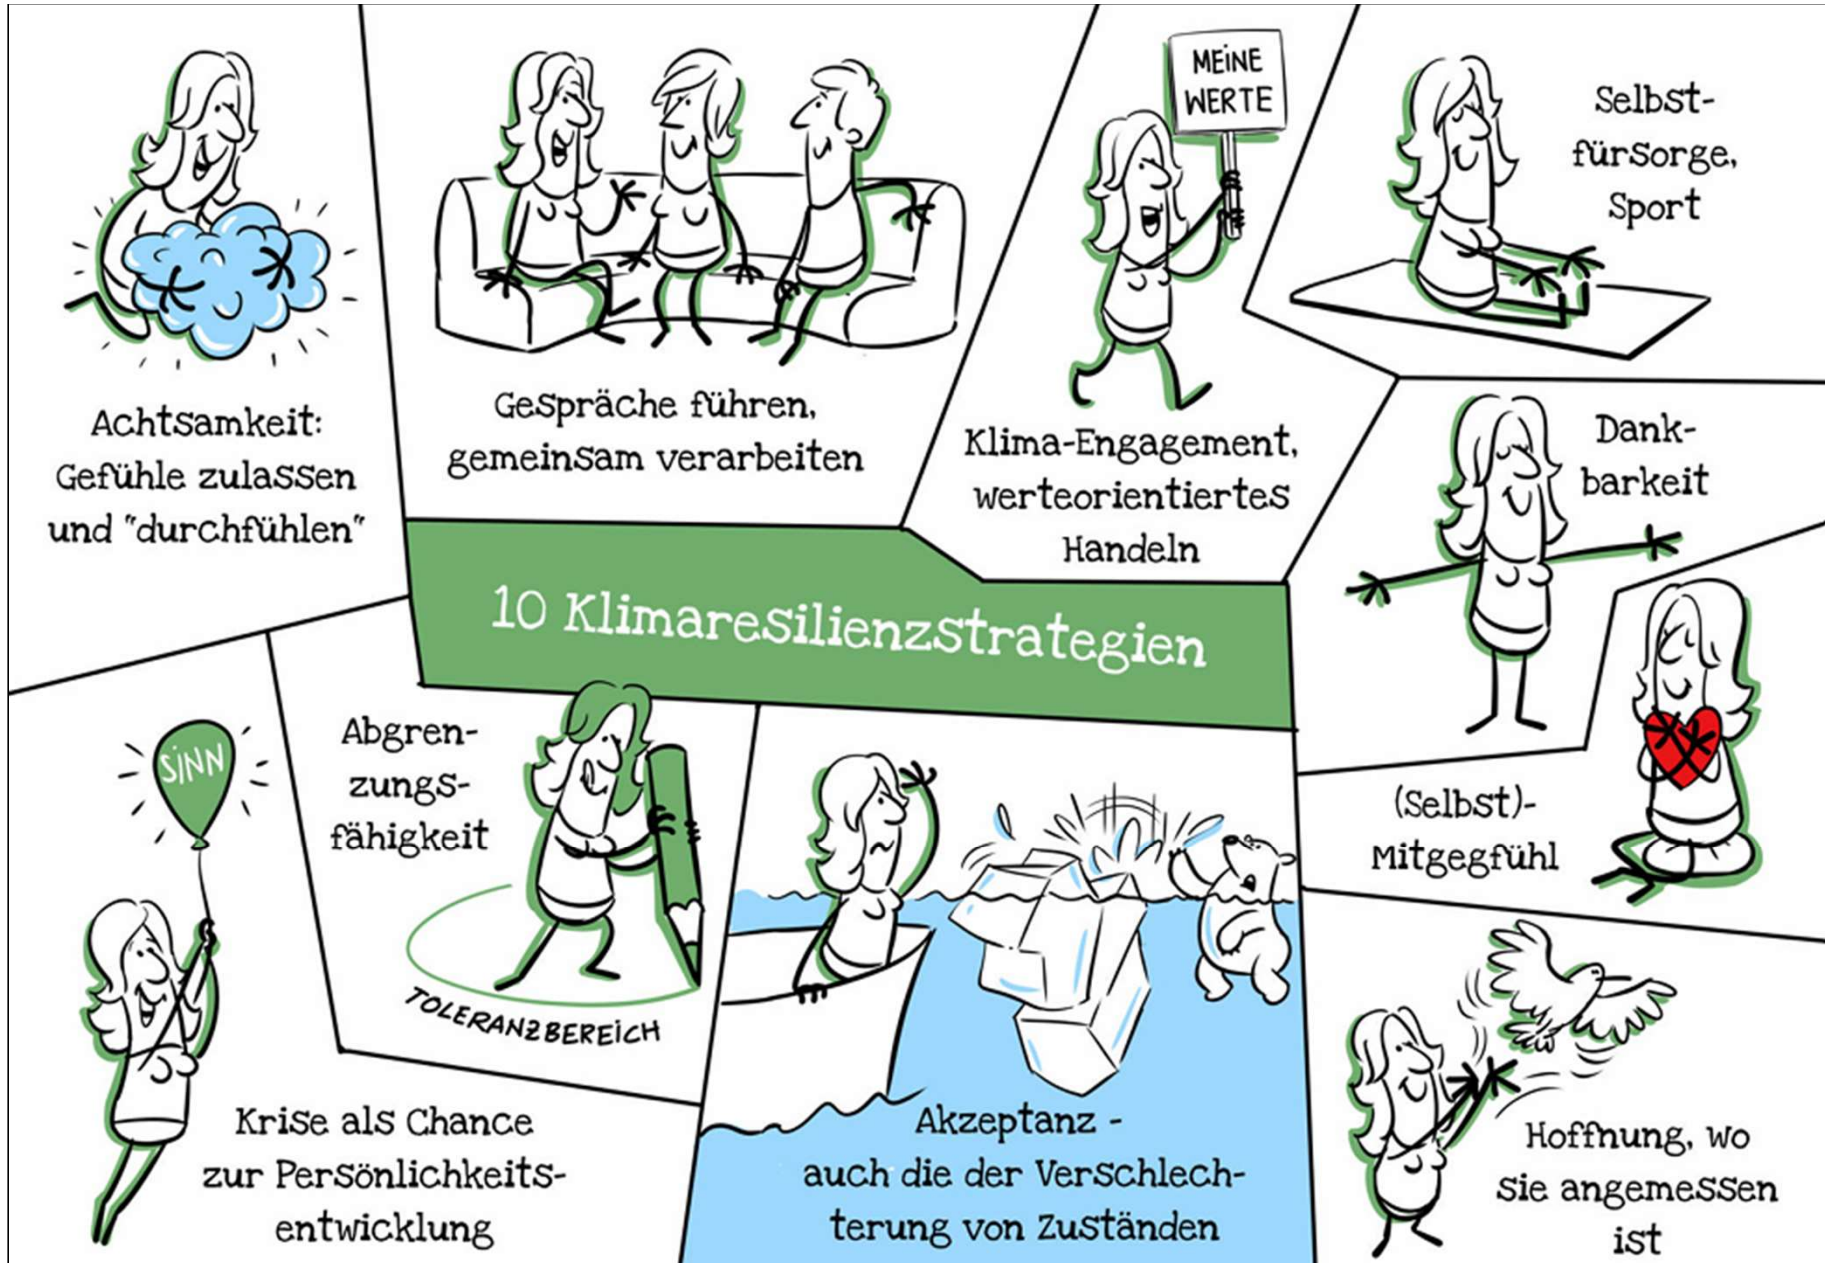 Achtsamkeit:
Gefühle zulassen
und "durchfühlen"
Gespräche führen,
gemeinsam verarbeiten
MEINE
WERTE
Klima-Engagement,
werteorientiertes
Handeln
Selbst-
fürsorge,
Sport
Dank-
barkeit
10 Klimaresilienzstrategien
(Selbst)-
Mitgegfühl
SINN
Krise als Chance
zur Persönlichkeits-
entwicklung
Abgren-
zungs-
fähigkeit
TOLERANZBEREICH
Akzeptanz -
auch die der Verschlech-
terung von Zuständen
Hoffnung, wo
sie angemessen
ist